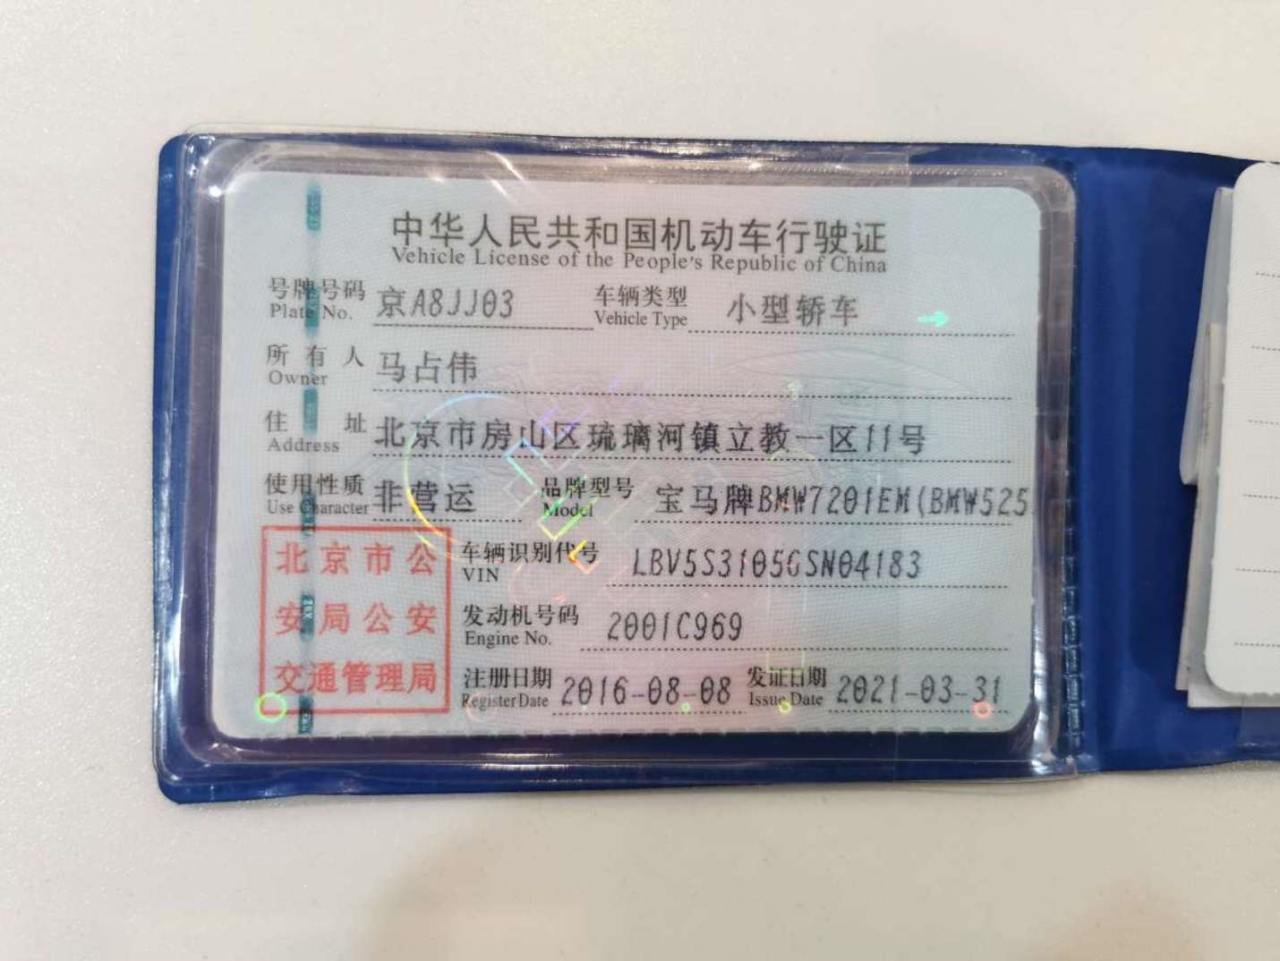 中华人民共和国机动车行驶证
Vehicle License of the People's Republic of China
号牌号码 京A8JJ03 车辆类型 小型轿车
Plate No. Vehicle Type
所有人 马占伟
Owner
住址 北京市房山区琉璃河镇立教一区11号
Address
使用性质 非营运 品牌型号 宝马牌BMW7201EM(BMW525
Use Character Model
北京市公
安局公安
交通管理局
车辆识别代号 LBV5S3105GSN04183
VIN
发动机号码 2001C969
Engine No.
注册日期 2016-08-08 发证日期 2021-03-31
Register Date Issue Date